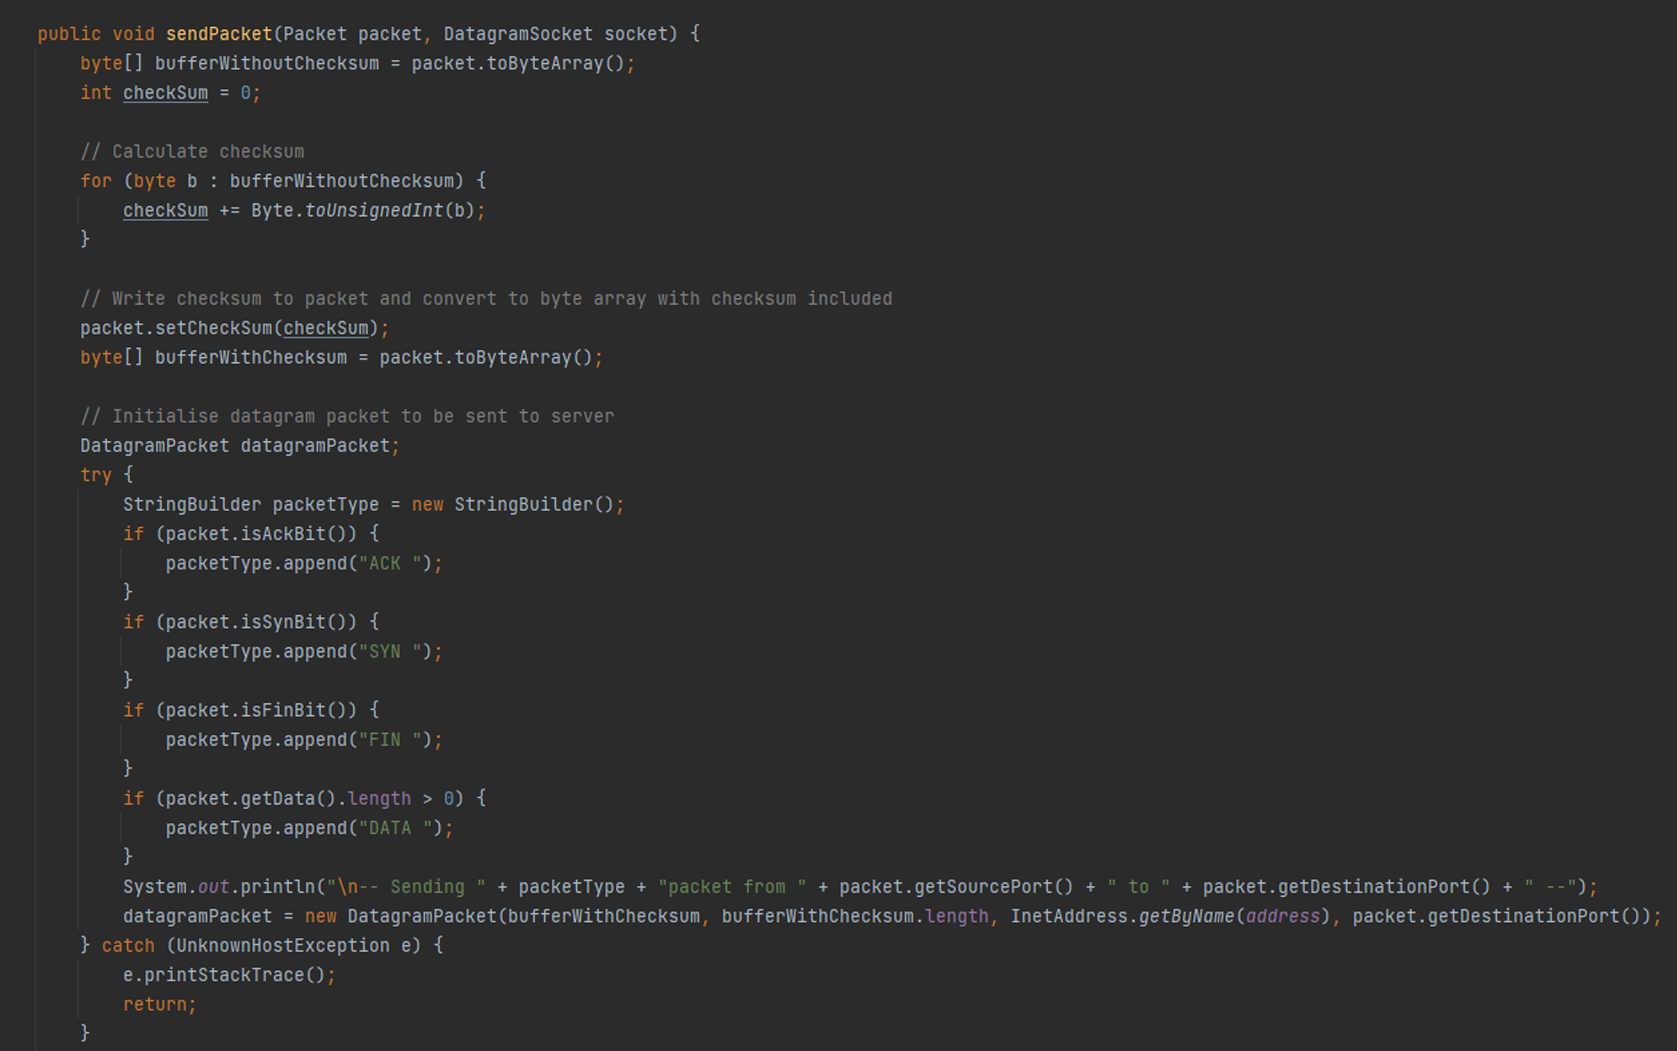 public void sendPacket(Packet packet, DatagramSocket socket) {
    byte[] bufferWithoutChecksum = packet.toByteArray();
    int checkSum = 0;

    // Calculate checksum
    for (byte b : bufferWithoutChecksum) {
        checkSum += Byte.toUnsignedInt(b);
    }

    // Write checksum to packet and convert to byte array with checksum included
    packet.setCheckSum(checkSum);
    byte[] bufferWithChecksum = packet.toByteArray();

    // Initialise datagram packet to be sent to server
    DatagramPacket datagramPacket;
    try {
        StringBuilder packetType = new StringBuilder();
        if (packet.isAckBit()) {
            packetType.append("ACK ");
        }
        if (packet.isSynBit()) {
            packetType.append("SYN ");
        }
        if (packet.isFinBit()) {
            packetType.append("FIN ");
        }
        if (packet.getData().length > 0) {
            packetType.append("DATA ");
        }
        System.out.println("\n-- Sending " + packetType + "packet from " + packet.getSourcePort() + " to " + packet.getDestinationPort() + " --");
        datagramPacket = new DatagramPacket(bufferWithChecksum, bufferWithChecksum.length, InetAddress.getByName(address), packet.getDestinationPort());
    } catch (UnknownHostException e) {
        e.printStackTrace();
        return;
    }